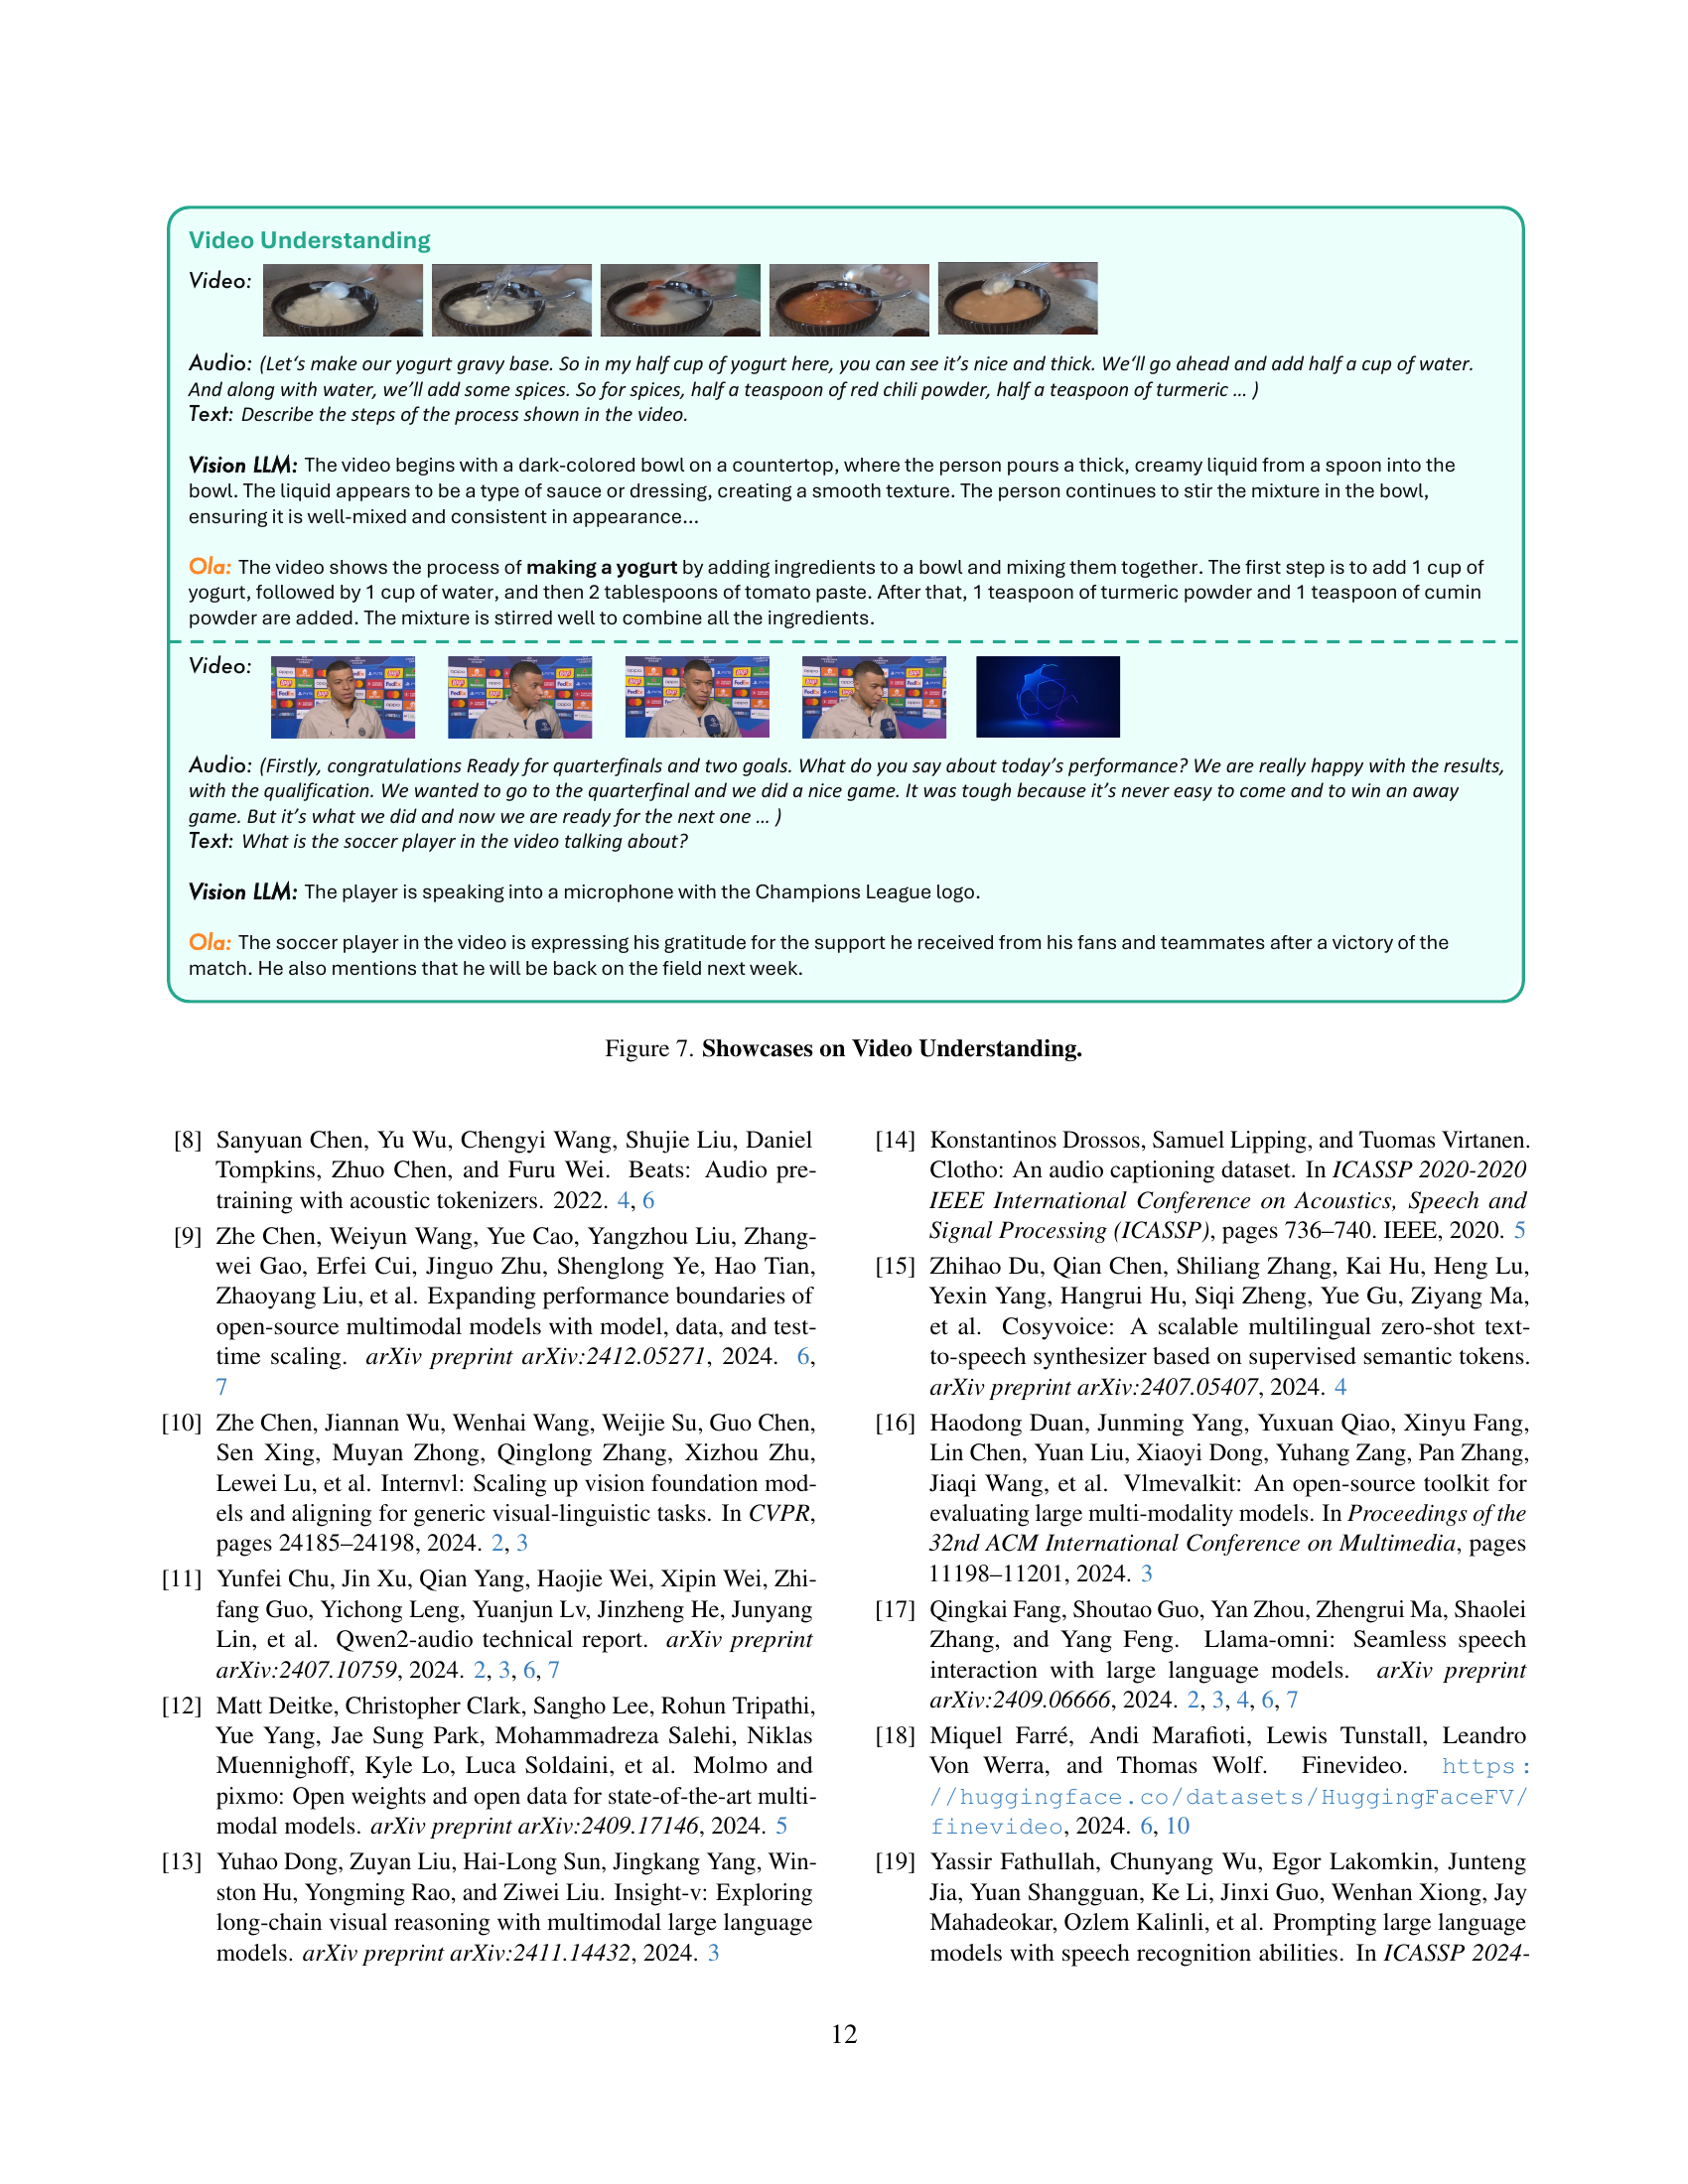 Video Understanding
Video:
Audio: (Let‘s make our yogurt gravy base. So in my half cup of yogurt here, you can see it’s nice and thick. We‘ll go ahead and add half a cup of water.
And along with water, we’ll add some spices. So for spices, half a teaspoon of red chili powder, half a teaspoon of turmeric ... )
Text: Describe the steps of the process shown in the video.
Vision LLM: The video begins with a dark-colored bowl on a countertop, where the person pours a thick, creamy liquid from a spoon into the
bowl. The liquid appears to be a type of sauce or dressing, creating a smooth texture. The person continues to stir the mixture in the bowl,
ensuring it is well-mixed and consistent in appearance...
Ola: The video shows the process of making a yogurt by adding ingredients to a bowl and mixing them together. The first step is to add 1 cup of
yogurt, followed by 1 cup of water, and then 2 tablespoons of tomato paste. After that, 1 teaspoon of turmeric powder and 1 teaspoon of cumin
powder are added. The mixture is stirred well to combine all the ingredients.
Video:
Audio: (Firstly, congratulations Ready for quarterfinals and two goals. What do you say about today’s performance? We are really happy with the results,
with the qualification. We wanted to go to the quarterfinal and we did a nice game. It was tough because it’s never easy to come and to win an away
game. But it’s what we did and now we are ready for the next one ... )
Text: What is the soccer player in the video talking about?
Vision LLM: The player is speaking into a microphone with the Champions League logo.
Ola: The soccer player in the video is expressing his gratitude for the support he received from his fans and teammates after a victory of the
match. He also mentions that he will be back on the field next week.
Figure 7. Showcases on Video Understanding.
[8] Sanyuan Chen, Yu Wu, Chengyi Wang, Shujie Liu, Daniel
Tompkins, Zhuo Chen, and Furu Wei. Beats: Audio pre-
training with acoustic tokenizers. 2022. 4, 6
[9] Zhe Chen, Weiyun Wang, Yue Cao, Yangzhou Liu, Zhang-
wei Gao, Erfei Cui, Jinguo Zhu, Shenglong Ye, Hao Tian,
Zhaoyang Liu, et al. Expanding performance boundaries of
open-source multimodal models with model, data, and test-
time scaling. arXiv preprint arXiv:2412.05271, 2024. 6,
7
[10] Zhe Chen, Jiannan Wu, Wenhai Wang, Weijie Su, Guo Chen,
Sen Xing, Muyan Zhong, Qinglong Zhang, Xizhou Zhu,
Lewei Lu, et al. Internvl: Scaling up vision foundation mod-
els and aligning for generic visual-linguistic tasks. In CVPR,
pages 24185–24198, 2024. 2, 3
[11] Yunfei Chu, Jin Xu, Qian Yang, Haojie Wei, Xipin Wei, Zhi-
fang Guo, Yichong Leng, Yuanjun Lv, Jinzheng He, Junyang
Lin, et al. Qwen2-audio technical report. arXiv preprint
arXiv:2407.10759, 2024. 2, 3, 6, 7
[12] Matt Deitke, Christopher Clark, Sangho Lee, Rohun Tripathi,
Yue Yang, Jae Sung Park, Mohammadreza Salehi, Niklas
Muennighoff, Kyle Lo, Luca Soldaini, et al. Molmo and
pixmo: Open weights and open data for state-of-the-art multi-
modal models. arXiv preprint arXiv:2409.17146, 2024. 5
[13] Yuhao Dong, Zuyan Liu, Hai-Long Sun, Jingkang Yang, Win-
ston Hu, Yongming Rao, and Ziwei Liu. Insight-v: Exploring
long-chain visual reasoning with multimodal large language
models. arXiv preprint arXiv:2411.14432, 2024. 3
[14] Konstantinos Drossos, Samuel Lipping, and Tuomas Virtanen.
Clotho: An audio captioning dataset. In ICASSP 2020-2020
IEEE International Conference on Acoustics, Speech and
Signal Processing (ICASSP), pages 736–740. IEEE, 2020. 5
[15] Zhihao Du, Qian Chen, Shiliang Zhang, Kai Hu, Heng Lu,
Yexin Yang, Hangrui Hu, Siqi Zheng, Yue Gu, Ziyang Ma,
et al. Cosyvoice: A scalable multilingual zero-shot text-
to-speech synthesizer based on supervised semantic tokens.
arXiv preprint arXiv:2407.05407, 2024. 4
[16] Haodong Duan, Junming Yang, Yuxuan Qiao, Xinyu Fang,
Lin Chen, Yuan Liu, Xiaoyi Dong, Yuhang Zang, Pan Zhang,
Jiaqi Wang, et al. Vlmevalkit: An open-source toolkit for
evaluating large multi-modality models. In Proceedings of the
32nd ACM International Conference on Multimedia, pages
11198–11201, 2024. 3
[17] Qingkai Fang, Shoutao Guo, Yan Zhou, Zhengrui Ma, Shaolei
Zhang, and Yang Feng. Llama-omni: Seamless speech
interaction with large language models. arXiv preprint
arXiv:2409.06666, 2024. 2, 3, 4, 6, 7
[18] Miquel Farré, Andi Marafioti, Lewis Tunstall, Leandro
Von Werra, and Thomas Wolf. Finevideo. https:
//huggingface.co/datasets/HuggingFaceFV/
finevideo, 2024. 6, 10
[19] Yassir Fathullah, Chunyang Wu, Egor Lakomkin, Junteng
Jia, Yuan Shangguan, Ke Li, Jinxi Guo, Wenhan Xiong, Jay
Mahadeokar, Ozlem Kalinli, et al. Prompting large language
models with speech recognition abilities. In ICASSP 2024-
12